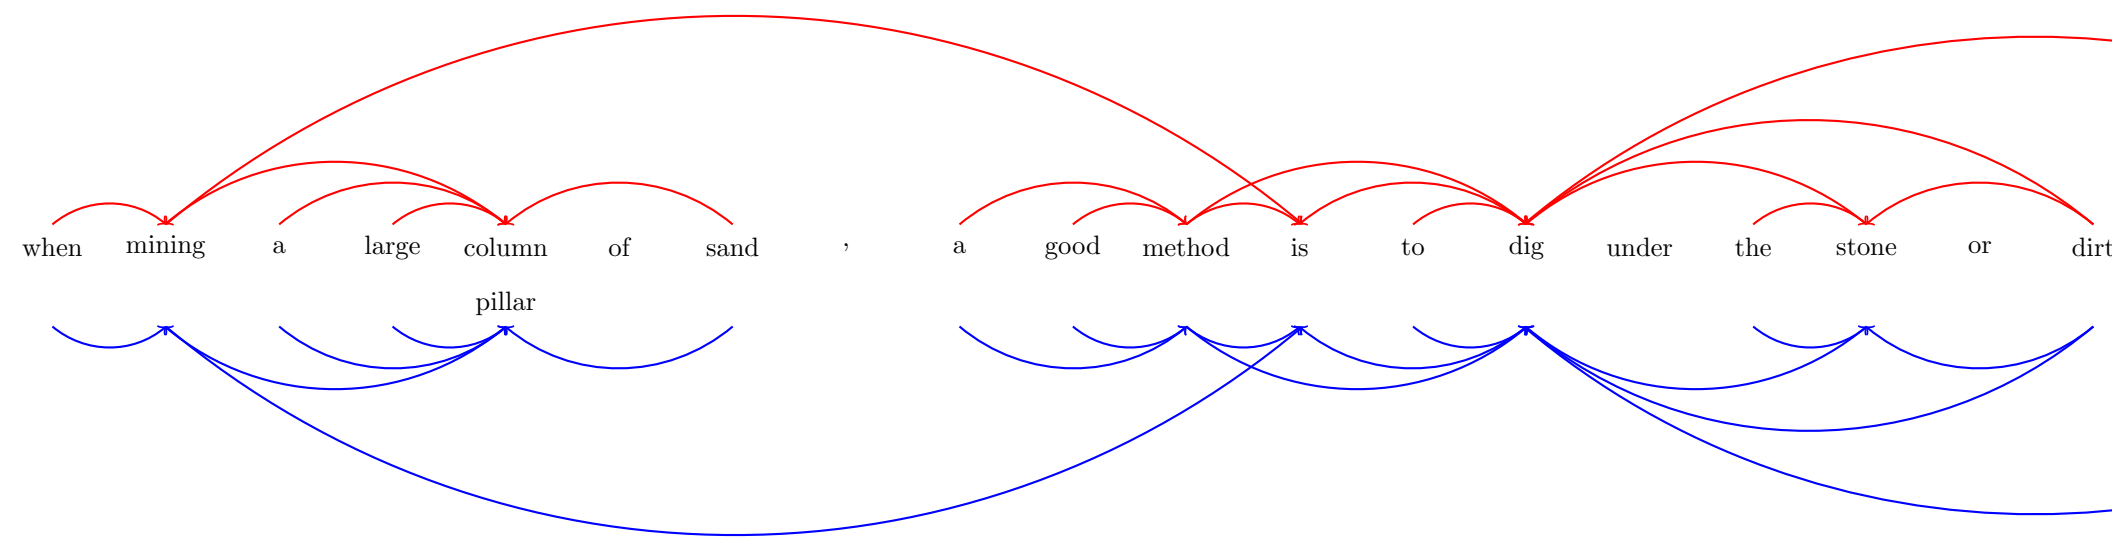 when mining a large column of sand , a good method is to dig under the stone or dirt
pillar